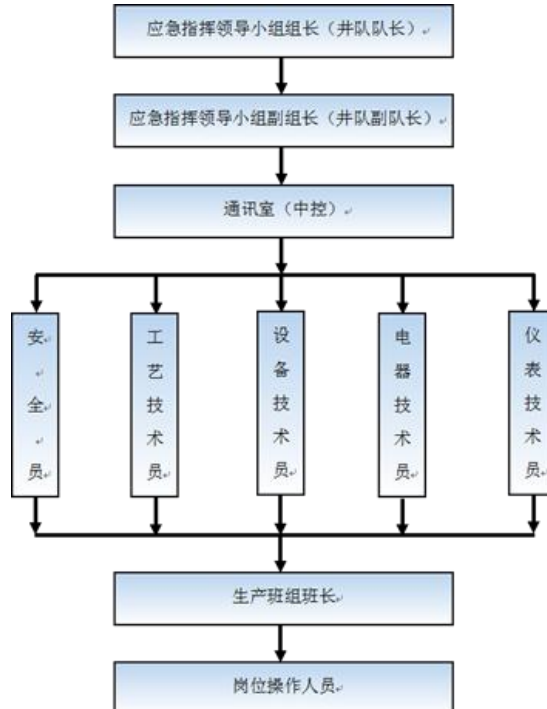 应急指挥领导小组组长（井队队长）
应急指挥领导小组副组长（井队副队长）
通讯室（中控）
安全员
工艺技术员
设备技术员
电器技术员
仪表技术员
生产班组班长
岗位操作人员